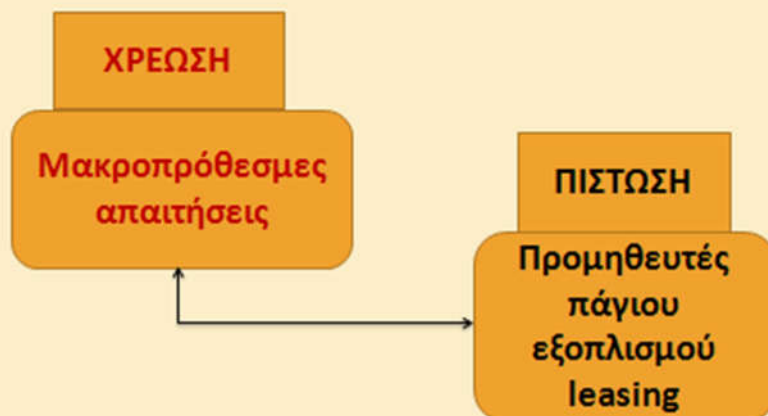 ΧΡΕΩΣΗ
Μακροπρόθεσμες
απαιτήσεις
ΠΙΣΤΩΣΗ
Προμηθευτές
πάγιου
εξοπλισμού
leasing